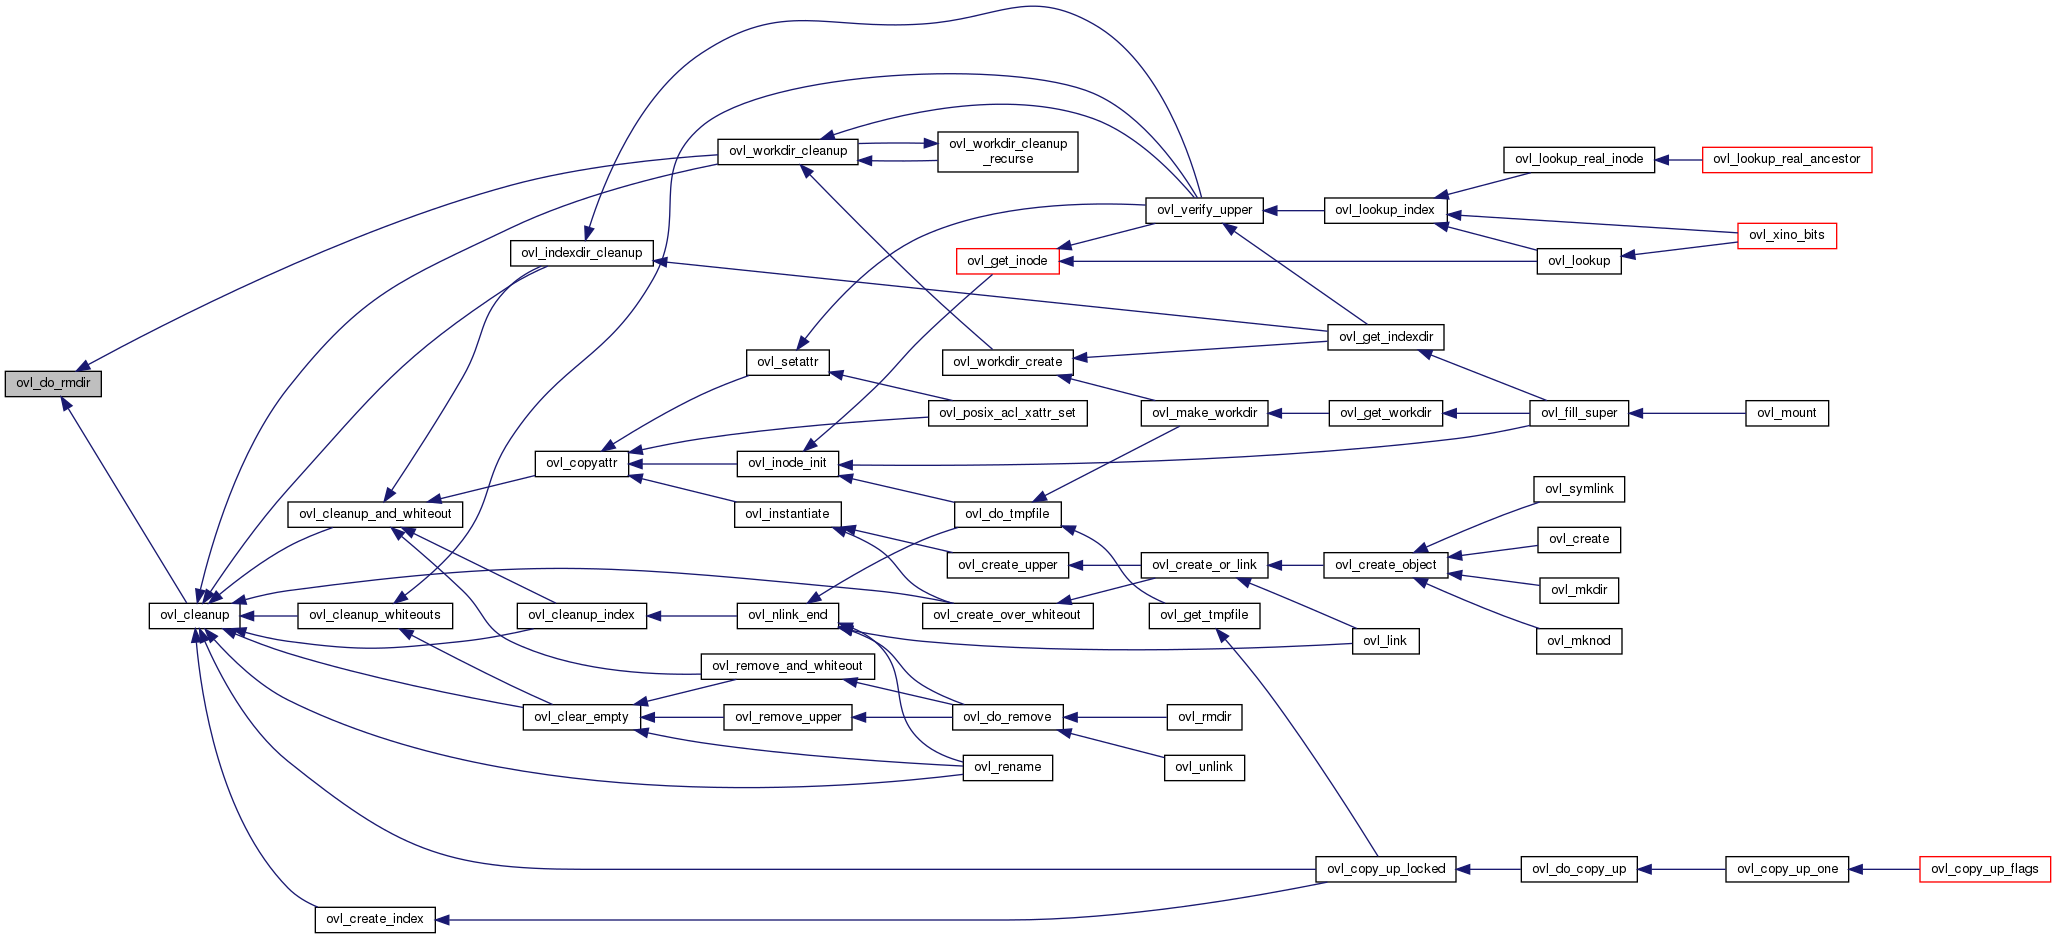 ovl_workdir_cleanup
ovl_workdir_cleanup
_recurse
ovl_lookup_real_inode
ovl_lookup_real_ancestor
ovl_verify_upper
ovl_lookup_index
ovl_xino_bits
ovl_indexdir_cleanup
ovl_get_inode
ovl_lookup
ovl_get_indexdir
ovl_setattr
ovl_workdir_create
ovl_do_rmdir
ovl_posix_acl_xattr_set
ovl_make_workdir
ovl_get_workdir
ovl_fill_super
ovl_mount
ovl_copyattr
ovl_inode_init
ovl_symlink
ovl_cleanup_and_whiteout
ovl_instantiate
ovl_do_tmpfile
ovl_create
ovl_create_upper
ovl_create_or_link
ovl_create_object
ovl_mkdir
ovl_cleanup
ovl_cleanup_whiteouts
ovl_cleanup_index
ovl_nlink_end
ovl_create_over_whiteout
ovl_get_tmpfile
ovl_link
ovl_mknod
ovl_remove_and_whiteout
ovl_clear_empty
ovl_remove_upper
ovl_do_remove
ovl_rmdir
ovl_rename
ovl_unlink
ovl_copy_up_locked
ovl_do_copy_up
ovl_copy_up_one
ovl_copy_up_flags
ovl_create_index